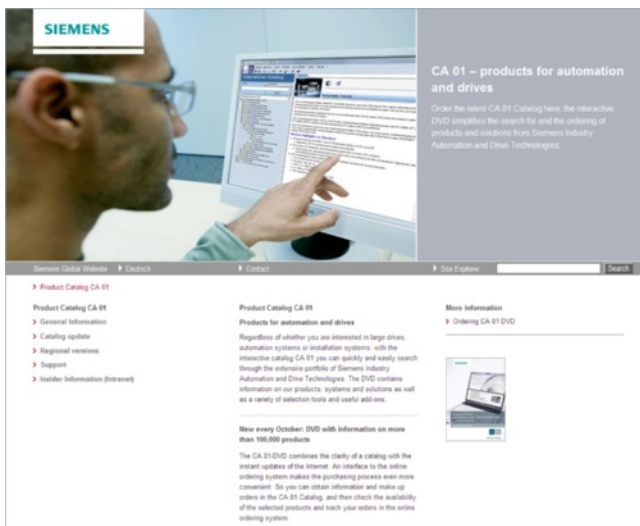 SIEMENS
CA 01 – products for automation
and drives
Order the latest CA 01 Catalog here: the interactive
DVD simplifies the search for and the ordering of
products and solutions from Siemens Industry
Automation and Drive Technologies.
Siemens Global Website Deutsch Contact Site Explorer Search
Product Catalog CA 01
Product Catalog CA 01
General Information
Catalog update
Regional versions
Support
Insider Information (Intranet)
Product Catalog CA 01
Products for automation and drives
Regardless of whether you are interested in large drives,
automation systems or installation systems: with the
interactive catalog CA 01 you can quickly and easily search
through the extensive portfolio of Siemens Industry
Automation and Drive Technologies. The DVD contains
information on our products, systems and solutions as well
as a variety of selection tools and useful add-ons.
New every October: DVD with information on more
than 100,000 products
The CA 01-DVD combines the clarity of a catalog with the
instant updates of the Internet. An interface to the online
ordering system makes the purchasing process even more
convenient: So you can obtain information and make up
orders in the CA 01 Catalog, and then check the availability
of the selected products and track your orders in the online
ordering system.
More information
Ordering CA 01-DVD
SIEMENS